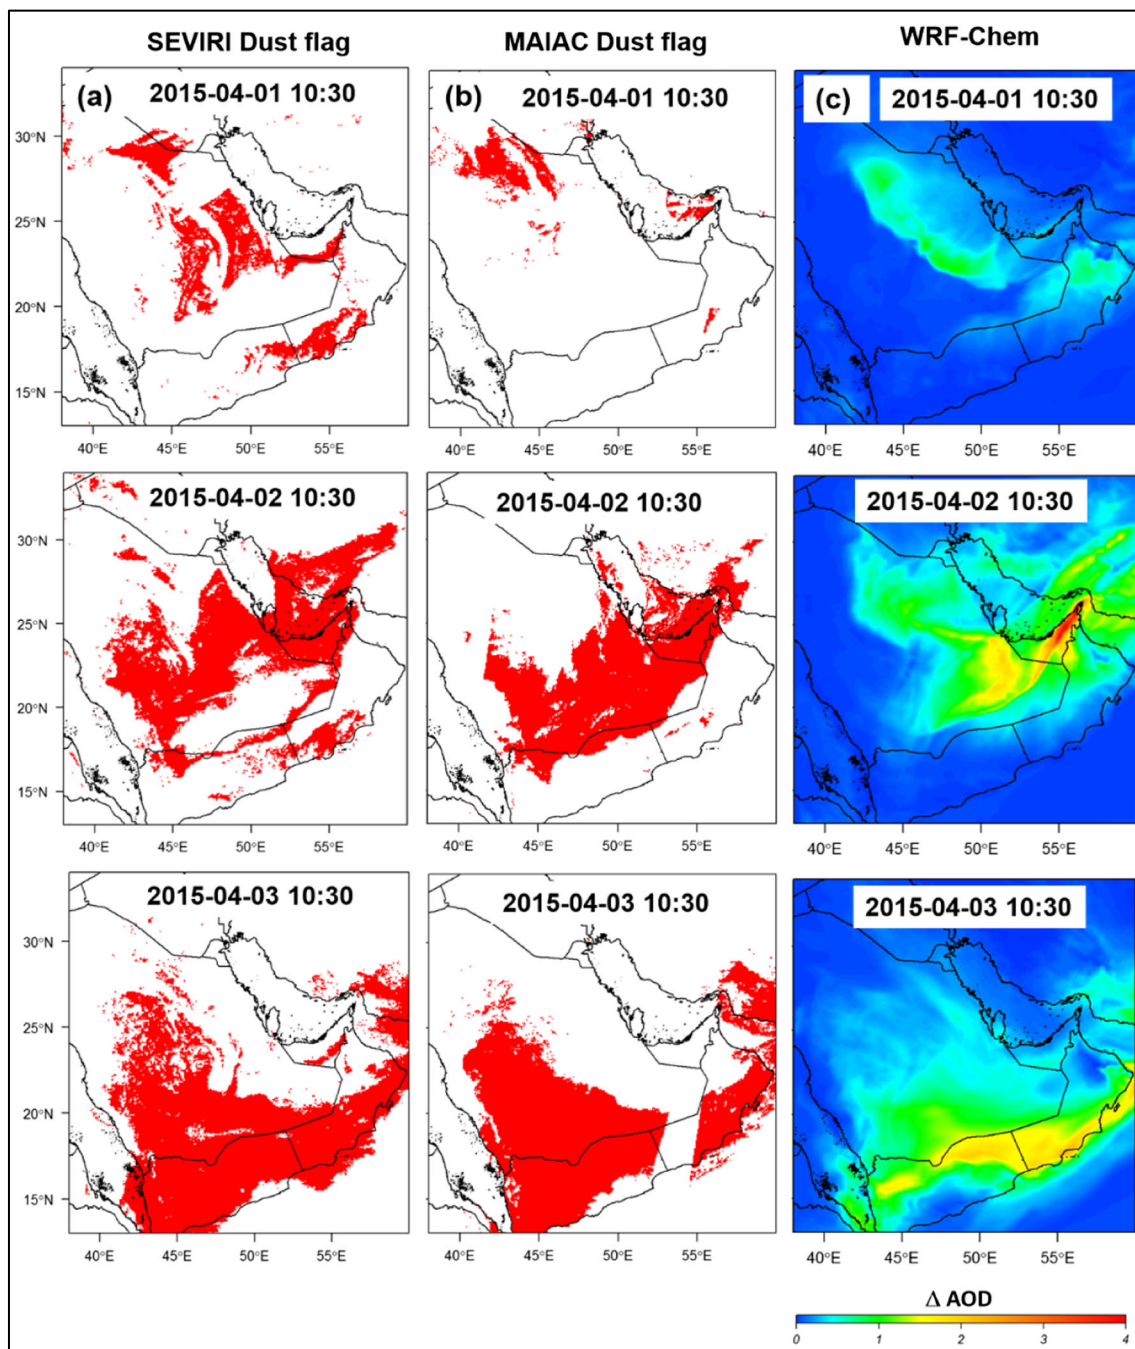 SEVIRI Dust flag MAIAC Dust flag WRF-Chem
(a) 2015-04-01 10:30 (b) 2015-04-01 10:30 (c) 2015-04-01 10:30
30°N
25°N
20°N
15°N
40°E 45°E 50°E 55°E 40°E 45°E 50°E 55°E 40°E 45°E 50°E 55°E
2015-04-02 10:30 2015-04-02 10:30 2015-04-02 10:30
30°N
25°N
20°N
15°N
40°E 45°E 50°E 55°E 40°E 45°E 50°E 55°E 40°E 45°E 50°E 55°E
2015-04-03 10:30 2015-04-03 10:30 2015-04-03 10:30
30°N
25°N
20°N
15°N
40°E 45°E 50°E 55°E 40°E 45°E 50°E 55°E 40°E 45°E 50°E 55°E
Δ AOD
0 1 2 3 4